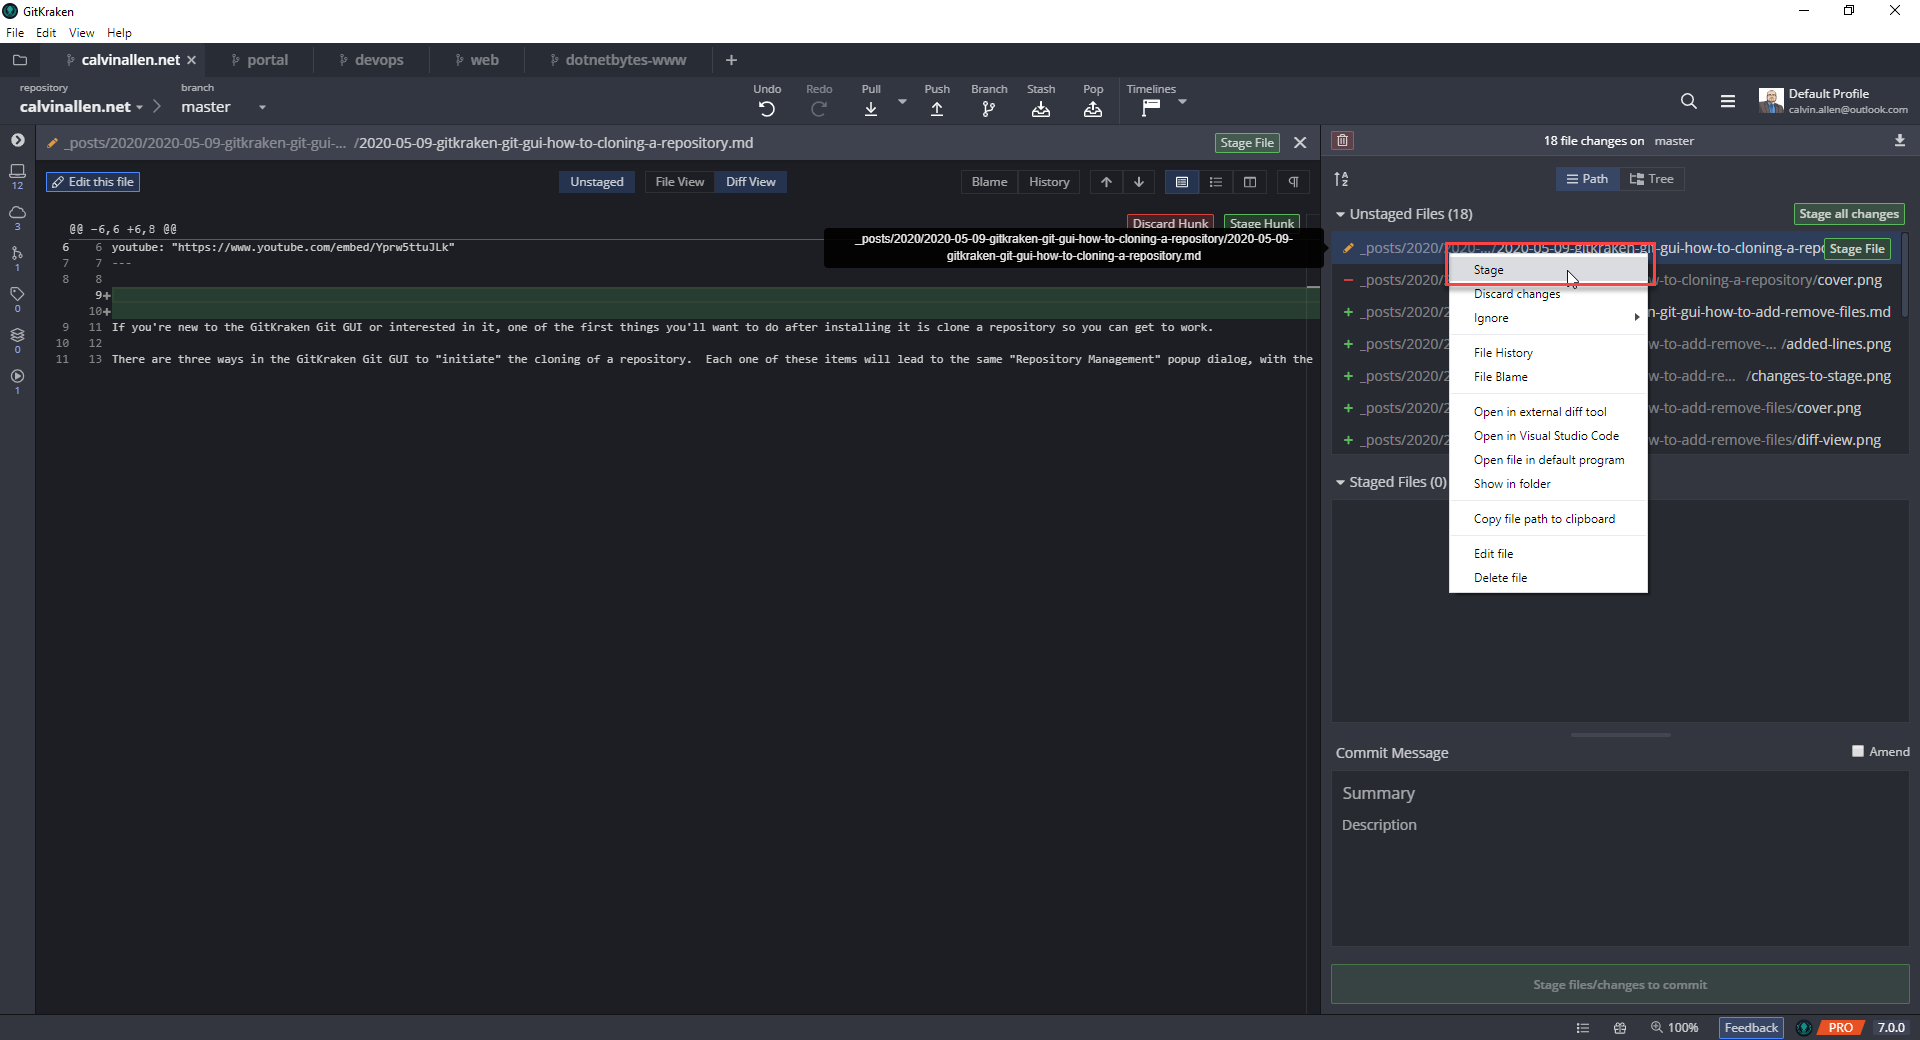 GitKraken
File Edit View Help
calvinallen.net portal devops web dotnetbytes-www +
repository
calvinallen.net
branch
master
Undo Redo Pull Push Branch Stash Pop Timelines
Default Profile
calvin.allen@outlook.com
_posts/2020/2020-05-09-gitkraken-git-gui-... /2020-05-09-gitkraken-git-gui-how-to-cloning-a-repository.md
Stage File
18 file changes on master
12
3
1
0
0
1
Edit this file
Unstaged File View Diff View
Blame History
Path Tree
Unstaged Files (18)
Stage all changes
Discard Hunk Stage Hunk
@@ -6,6 +6,8 @@
6 6 youtube: "https://www.youtube.com/embed/Yprw5ttuJLk"
7 7 ---
8 8
9+
10+
9 11 If you're new to the GitKraken Git GUI or interested in it, one of the first things you'll want to do after installing it is clone a repository so you can get to work.
10 12
11 13 There are three ways in the GitKraken Git GUI to "initiate" the cloning of a repository.  Each one of these items will lead to the same "Repository Management" popup dialog, with the
_posts/2020/2020-05-09-gitkraken-git-gui-how-to-cloning-a-repository/2020-05-09-
gitkraken-git-gui-how-to-cloning-a-repository.md
_posts/2020/2020-.../2020-05-09-gitkraken-git-gui-how-to-cloning-a-repo
Stage File
_posts/2020/2 w-to-cloning-a-repository/cover.png
_posts/2020/2 n-git-gui-how-to-add-remove-files.md
_posts/2020/2 w-to-add-remove-... /added-lines.png
_posts/2020/2 w-to-add-re... /changes-to-stage.png
_posts/2020/2 w-to-add-remove-files/cover.png
_posts/2020/2 w-to-add-remove-files/diff-view.png
Stage
Discard changes
Ignore
File History
File Blame
Open in external diff tool
Open in Visual Studio Code
Open file in default program
Show in folder
Copy file path to clipboard
Edit file
Delete file
Staged Files (0)
Commit Message
Amend
Summary
Description
Stage files/changes to commit
100% Feedback PRO 7.0.0